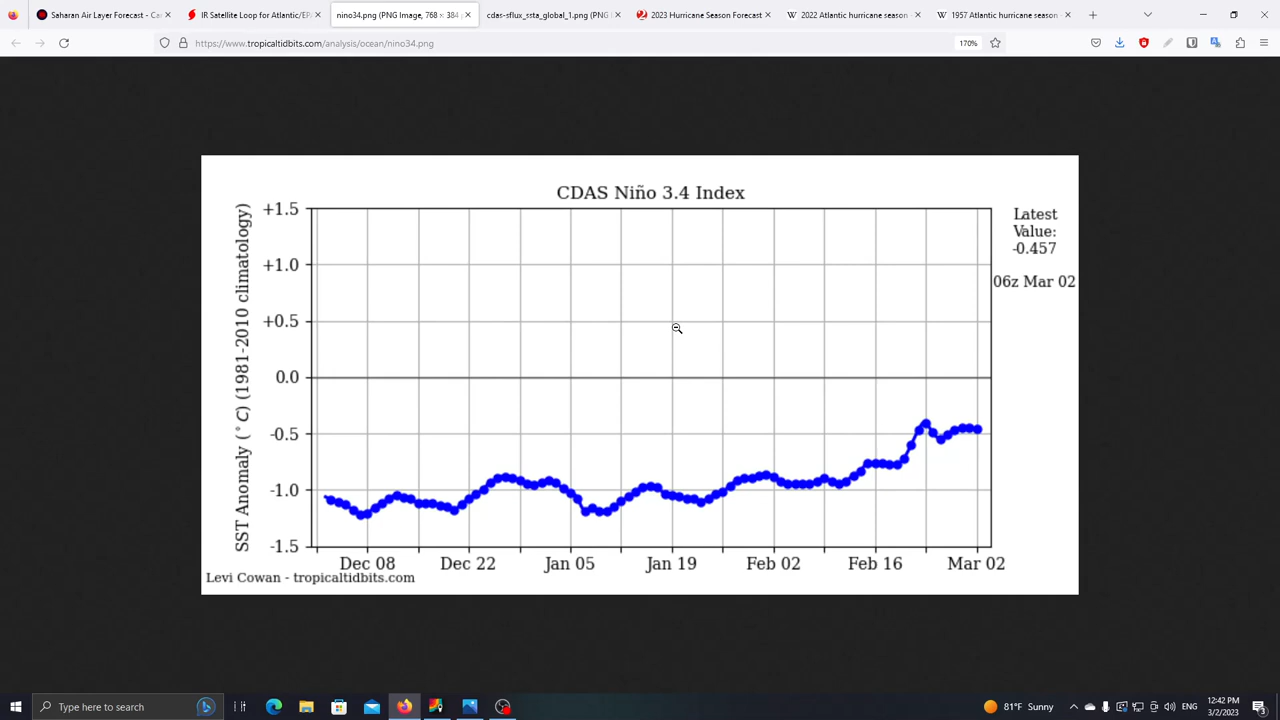 Saharan Air Layer Forecast - Ca
IR Satellite Loop for Atlantic/EP
nino34.png (PNG Image, 768 × 384
cdas-sflux_ssta_global_1.png (PNG
2023 Hurricane Season Forecast
2022 Atlantic hurricane season
1957 Atlantic hurricane season
https://www.tropicaltidbits.com/analysis/ocean/nino34.png
170%
CDAS Niño 3.4 Index
SST Anomaly (°C) (1981-2010 climatology)
+1.5
+1.0
+0.5
0.0
-0.5
-1.0
-1.5
Latest
Value:
-0.457
06z Mar 02
Dec 08 Dec 22 Jan 05 Jan 19 Feb 02 Feb 16 Mar 02
Levi Cowan - tropicaltidbits.com
Type here to search
81°F Sunny
ENG
12:42 PM
3/2/2023